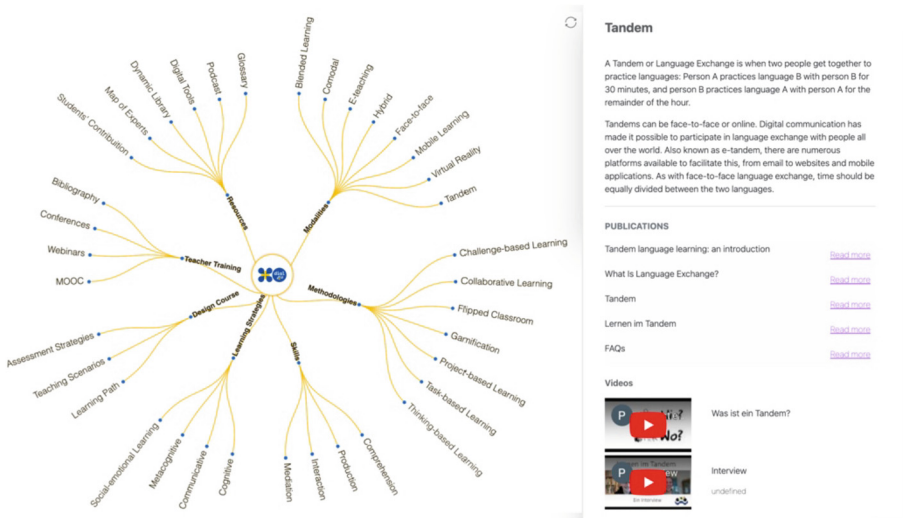 Glossary
Podcast
Digital Tools
Dynamic Library
Map of Experts
Students' Contribuition
Resources
Blended Learning
Comodal
E-teaching
Hybrid
Face-to-face
Mobile Learning
Virtual Reality
Tandem
Modalities
Bibliography
Conferences
Webinars
MOOC
Teacher Training
Challenge-based Learning
Collaborative Learning
Flipped Classroom
Gamification
Project-based Learning
Task-based Learning
Thinking-based Learning
Methodologies
Design Course
Assessment Strategies
Teaching Scenarios
Learning Path
Learning Strategies
Social-emotional Learning
Metacognitive
Communicative
Cognitive
Skills
Mediation
Interaction
Production
Comprehension
Tandem
A Tandem or Language Exchange is when two people get together to
practice languages: Person A practices language B with person B for
30 minutes, and person B practices language A with person A for the
remainder of the hour.
Tandems can be face-to-face or online. Digital communication has
made it possible to participate in language exchange with people all
over the world. Also known as e-tandem, there are numerous
platforms available to facilitate this, from email to websites and mobile
applications. As with face-to-face language exchange, time should be
equally divided between the two languages.
PUBLICATIONS
Tandem language learning: an introduction Read more
What Is Language Exchange? Read more
Tandem Read more
Lernen im Tandem Read more
FAQs Read more
Videos
P
Wo?
Was ist ein Tandem?
P
im Tandem
Ein Interview
Interview
undefined